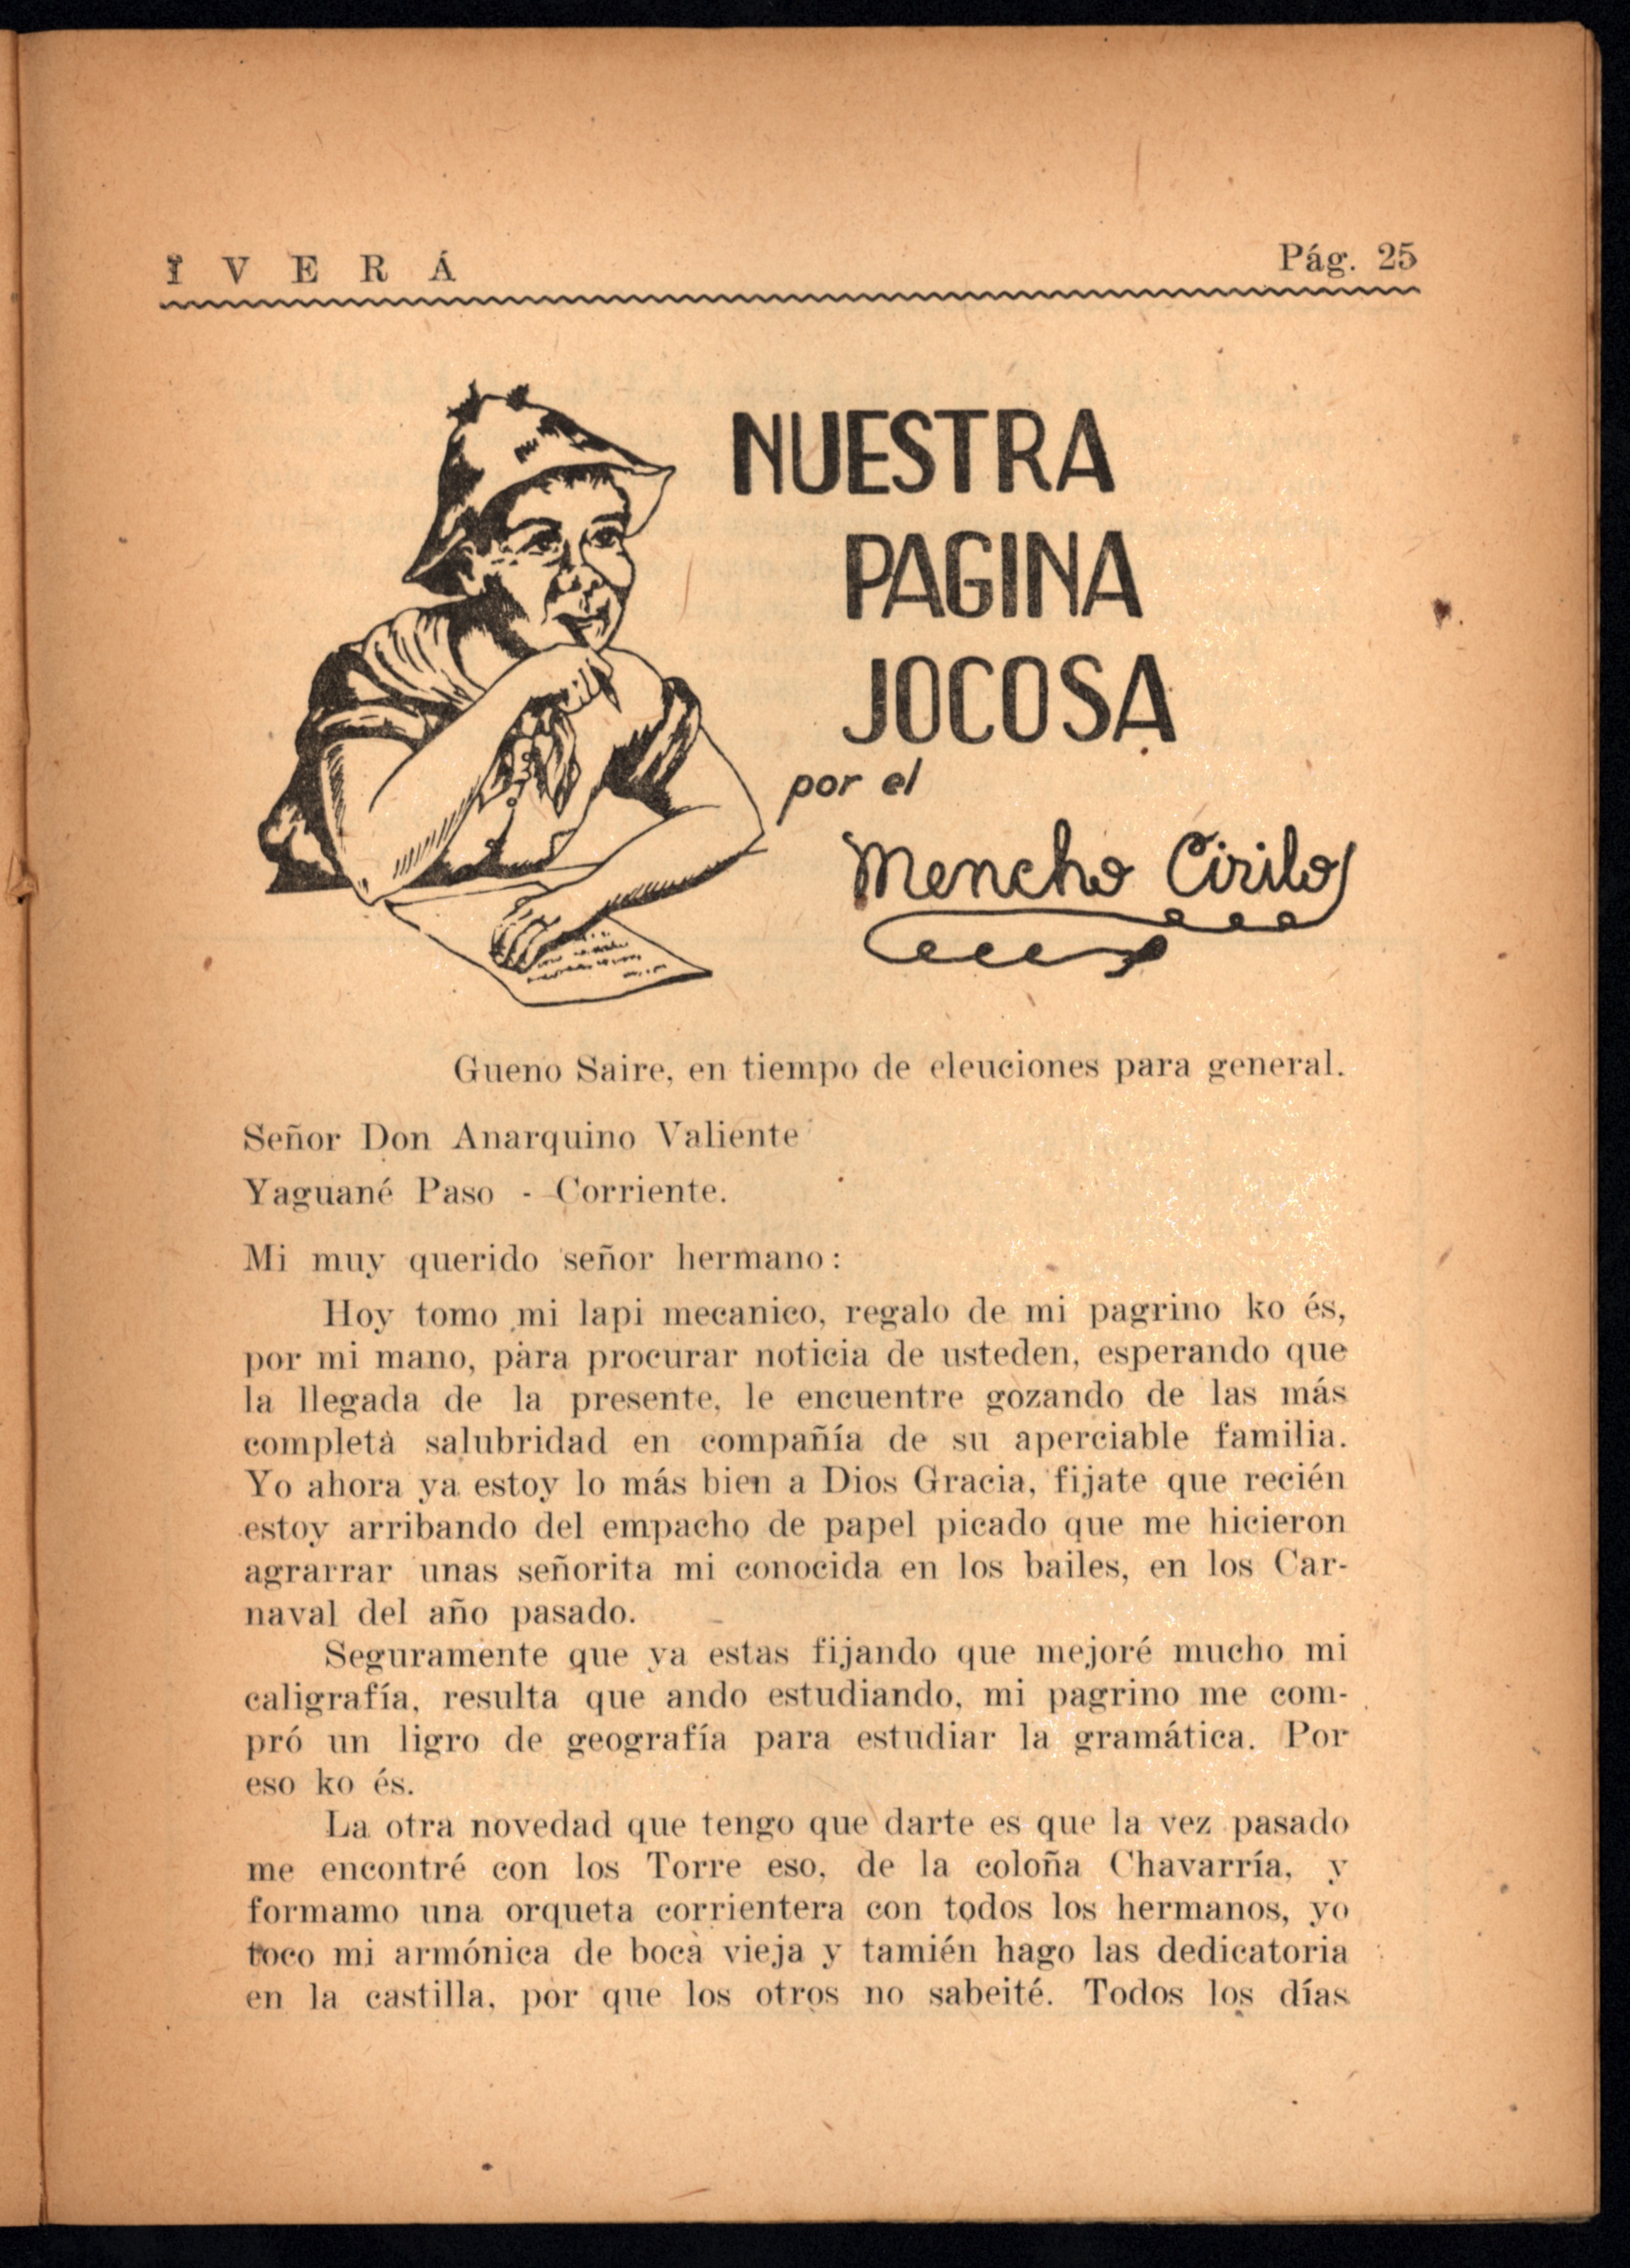 Ỹ V E R Á
Pág. 25
NUESTRA
PAGINA
JOCOSA
por el
Mencho Cirilo
Gueno Saire, en tiempo de eleuciones para general.
Señor Don Anarquino Valiente
Yaguané Paso - Corriente.
Mi muy querido señor hermano:
Hoy tomo mi lapi mecanico, regalo de mi pagrino ko és,
por mi mano, para procurar noticia de usteden, esperando que
la llegada de la presente, le encuentre gozando de las más
completa salubridad en compañía de su aperciable familia.
Yo ahora ya estoy lo más bien a Dios Gracia, fijate que recién
estoy arribando del empacho de papel picado que me hicieron
agrarrar unas señorita mi conocida en los bailes, en los Car-
naval del año pasado.
Seguramente que ya estas fijando que mejoré mucho mi
caligrafía, resulta que ando estudiando, mi pagrino me com-
pró un ligro de geografía para estudiar la gramática. Por
eso ko és.
La otra novedad que tengo que darte es que la vez pasado
me encontré con los Torre eso, de la coloña Chavarría, y
formamo una orqueta corrientera con todos los hermanos, yo
toco mi armónica de boca vieja y tamién hago las dedicatoria
en la castilla, por que los otros no sabeité. Todos los días